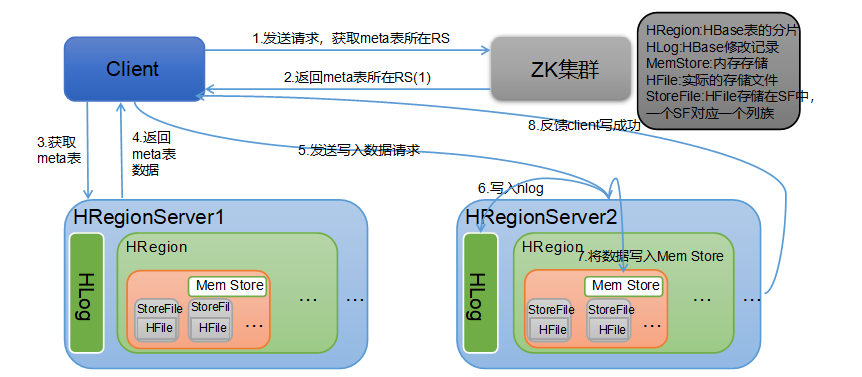 1.发送请求，获取meta表所在RS
HRegion:HBase表的分片
HLog:HBase修改记录
MemStore:内存存储
HFile:实际的存储文件
StoreFile:HFile存储在SF中，
一个SF对应一个列族
Client
ZK集群
2.返回meta表所在RS(1)
8.反馈client写成功
3.获取
meta表
4.返回
meta表
数据
5.发送写入数据请求
6.写入nlog
HRegionServer1
HLog
HRegion
Mem Store
StoreFile
HFile
StoreFil
HFile
...
...
...
HRegionServer2
HLog
HRegion
7.将数据写入Mem Store
Mem Store
StoreFile
HFile
StoreFile
HFile
...
...
...